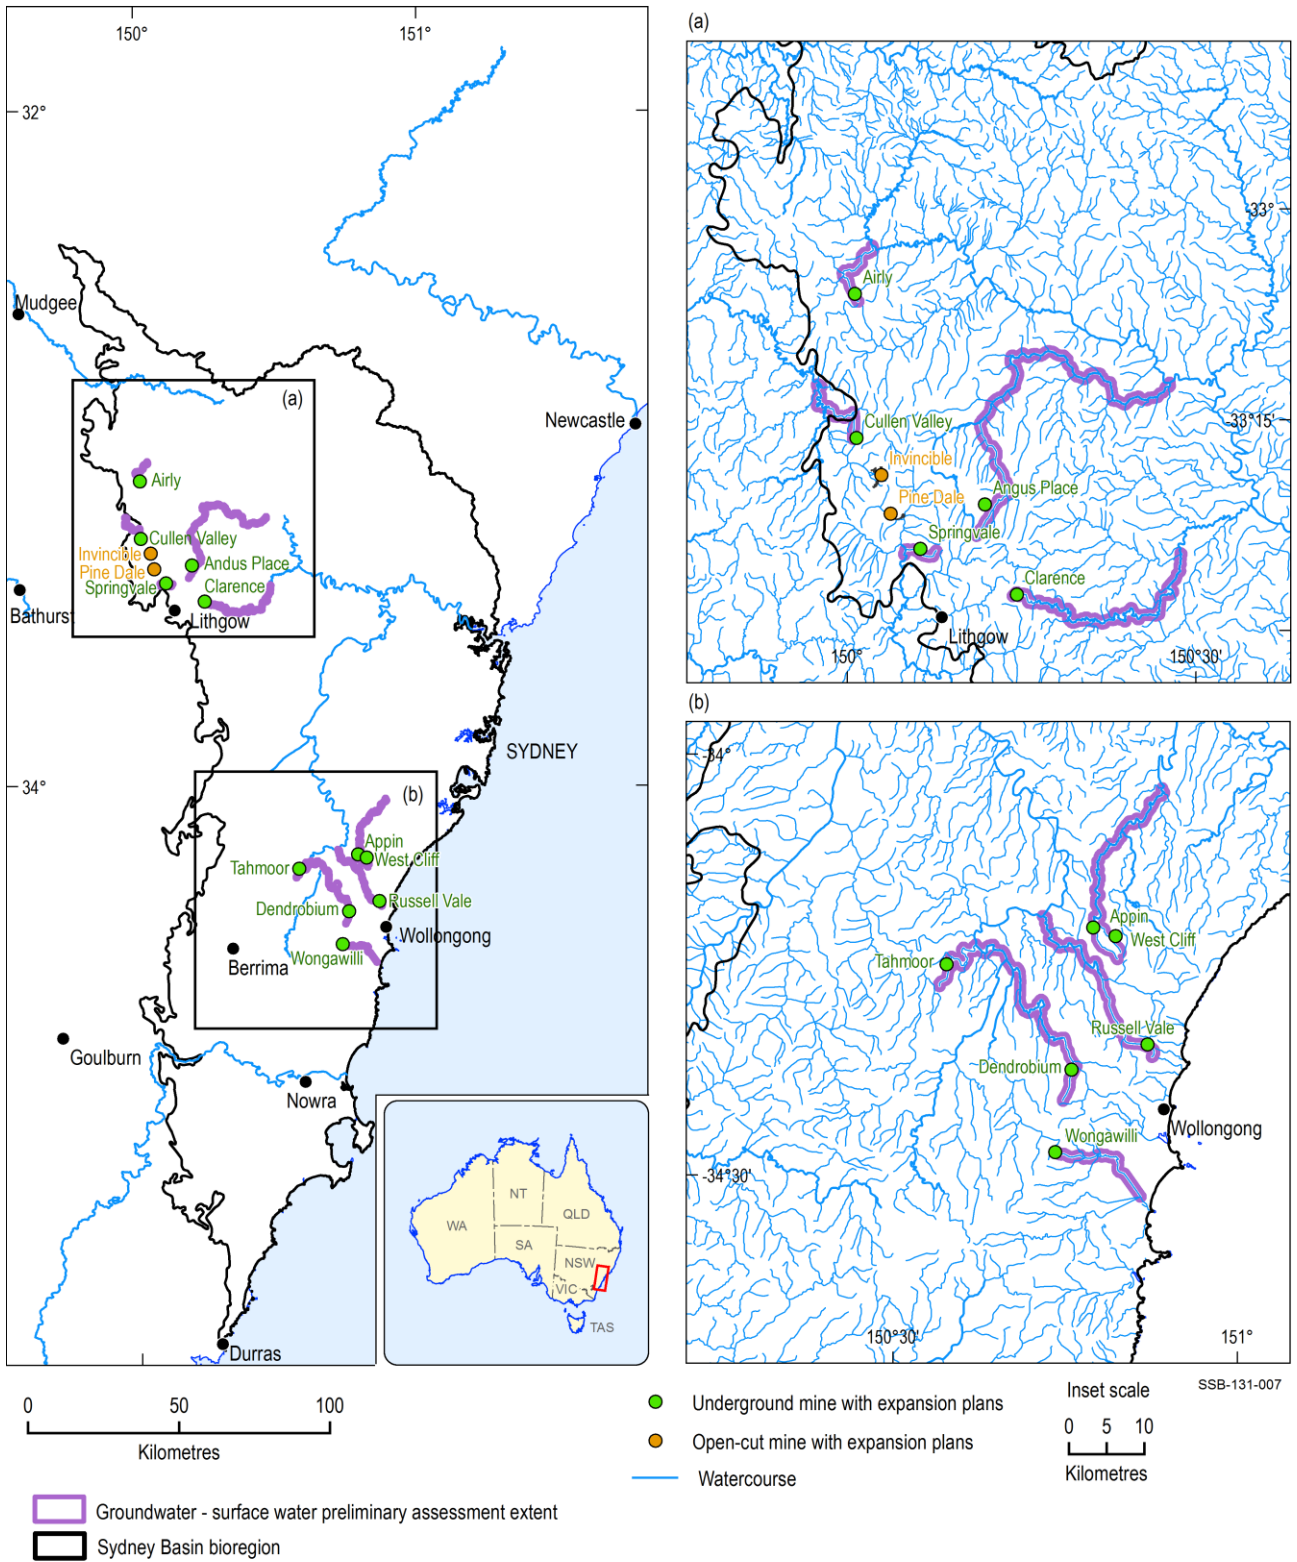 150°
151°
32°
34°
Mudgee
Newcastle
(a)
Airly
Cullen Valley
Invincible
Pine Dale
Andus Place
Springvale
Clarence
Bathurst
Lithgow
SYDNEY
(b)
Appin
West Cliff
Tahmoor
Russell Vale
Dendrobium
Wollongong
Wongawilli
Berrima
Goulburn
Nowra
Durras
NT
WA
QLD
SA
NSW
VIC
TAS
(a)
33°
Airly
-33°15'
Cullen Valley
Invincible
Angus Place
Pine Dale
Springvale
Clarence
Lithgow
150°
150°30'
(b)
-34°
Appin
West Cliff
Tahmoor
Russell Vale
Dendrobium
Wollongong
Wongawilli
-34°30'
150°30'
151°
SSB-131-007
0 50 100
Kilometres
Underground mine with expansion plans
Open-cut mine with expansion plans
Watercourse
Inset scale
0 5 10
Kilometres
Groundwater - surface water preliminary assessment extent
Sydney Basin bioregion